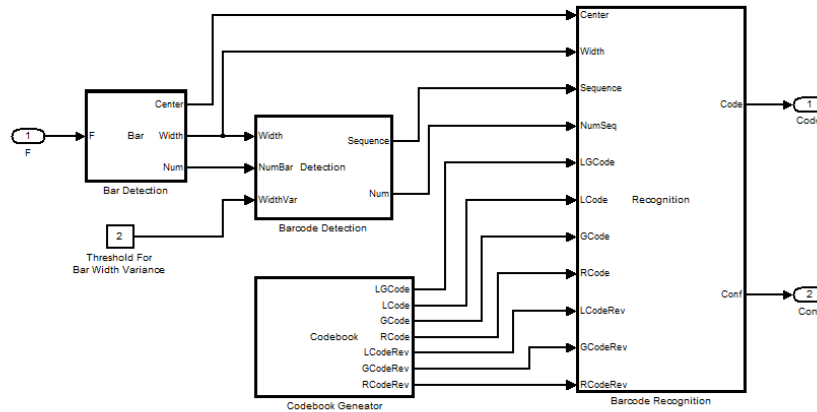 1
F
F
Bar
Center
Width
Num
Bar Detection
2
Threshold For
Bar Width Variance
Width
NumBar
WidthVar
Detection
Sequence
Num
Barcode Detection
Codebook
LGCode
LCode
GCode
RCode
LCodeRev
GCodeRev
RCodeRev
Codebook Geneator
Center
Width
Sequence
NumSeq
LGCode
LCode
GCode
RCode
LCodeRev
GCodeRev
RCodeRev
Recognition
Code
Conf
Barcode Recognition
1
Code
2